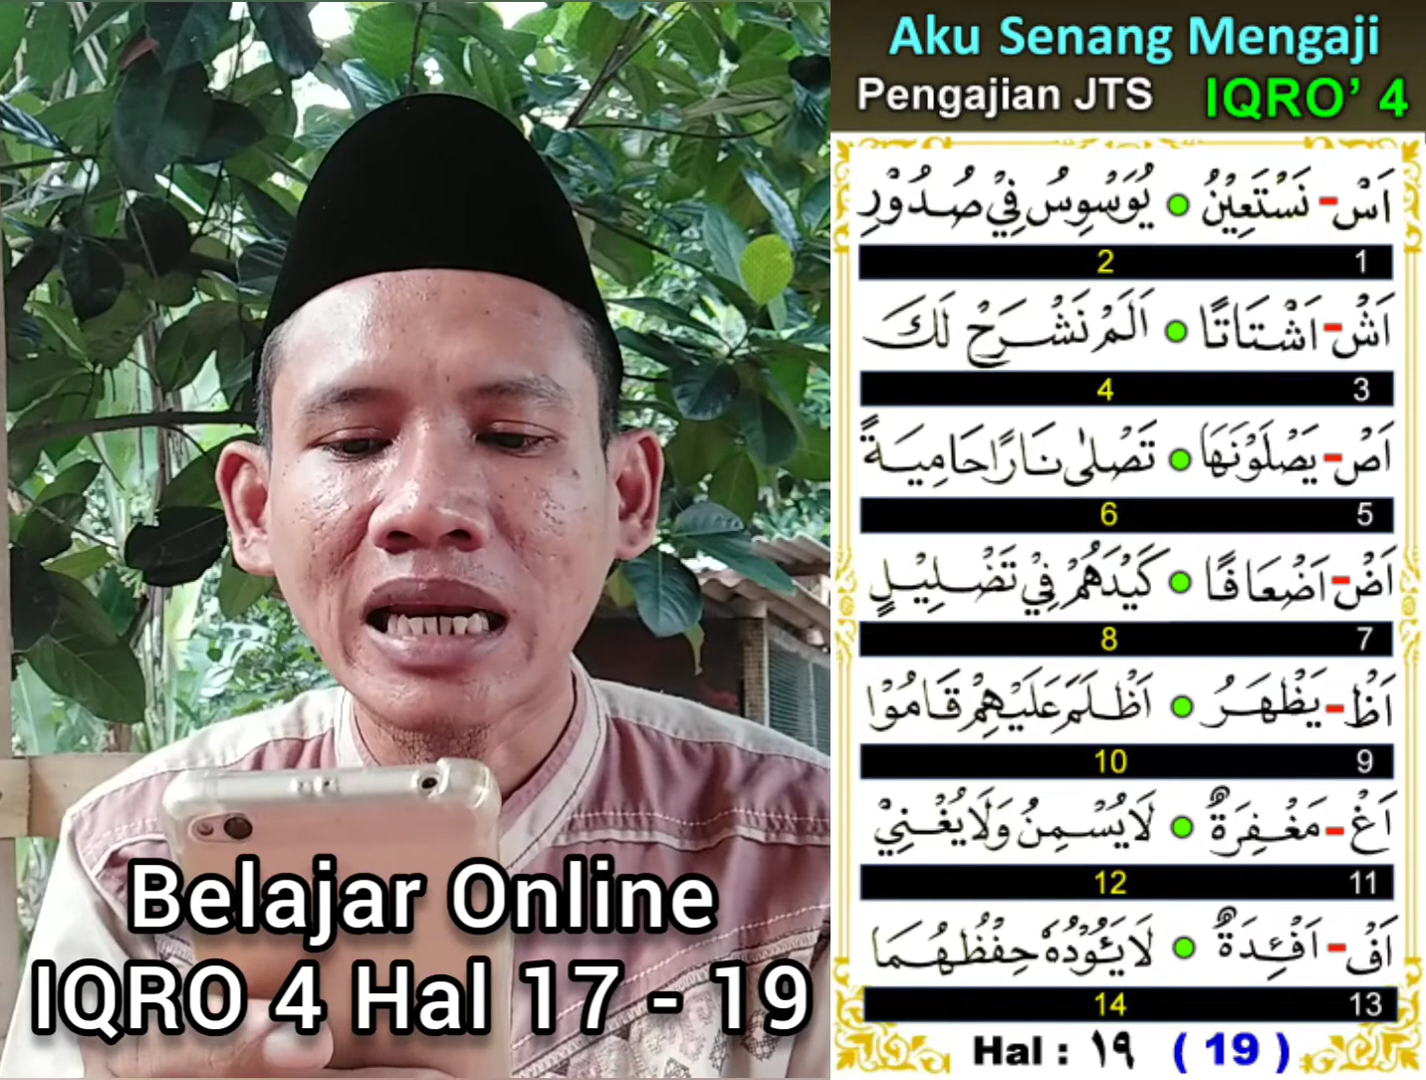 Aku Senang Mengaji
Pengajian JTS IQRO’ 4
اَسْ - نَسْتَعِيْنُ ● يُوَسْوِسُ فِيْ صُدُوْرِ
2 1
اَشْ - اَشْتَاتًا ● اَلَمْ نَشْرَحْ لَكَ
4 3
اَصْ - يَصْلَوْنَهَا ● تَصْلٰى نَارًا حَامِيَةً
6 5
اَضْ - اَضْعَافًا ● كَيْدَهُمْ فِيْ تَضْلِيْلٍ
8 7
اَظْ - يَظْهَرُ ● اَظْلَمَ عَلَيْهِمْ قَامُوْا
10 9
اَغْ - مَغْفِرَةٌ ● لَا يُسْمِنُ وَلَا يُغْنِيْ
12 11
اَفْ - اَفْئِدَةٌ ● لَا يَئُوْدُهٗ حِفْظُهُمَا
14 13
Hal : ١٩ ( 19 )
Belajar Online
IQRO 4 Hal 17 - 19